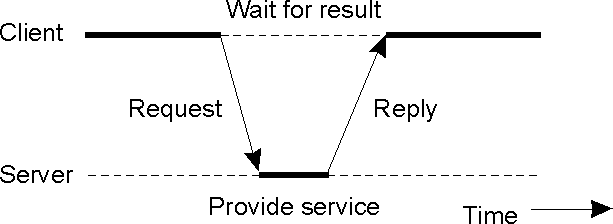 Wait for result
Client
Request
Reply
Server
Provide service
Time